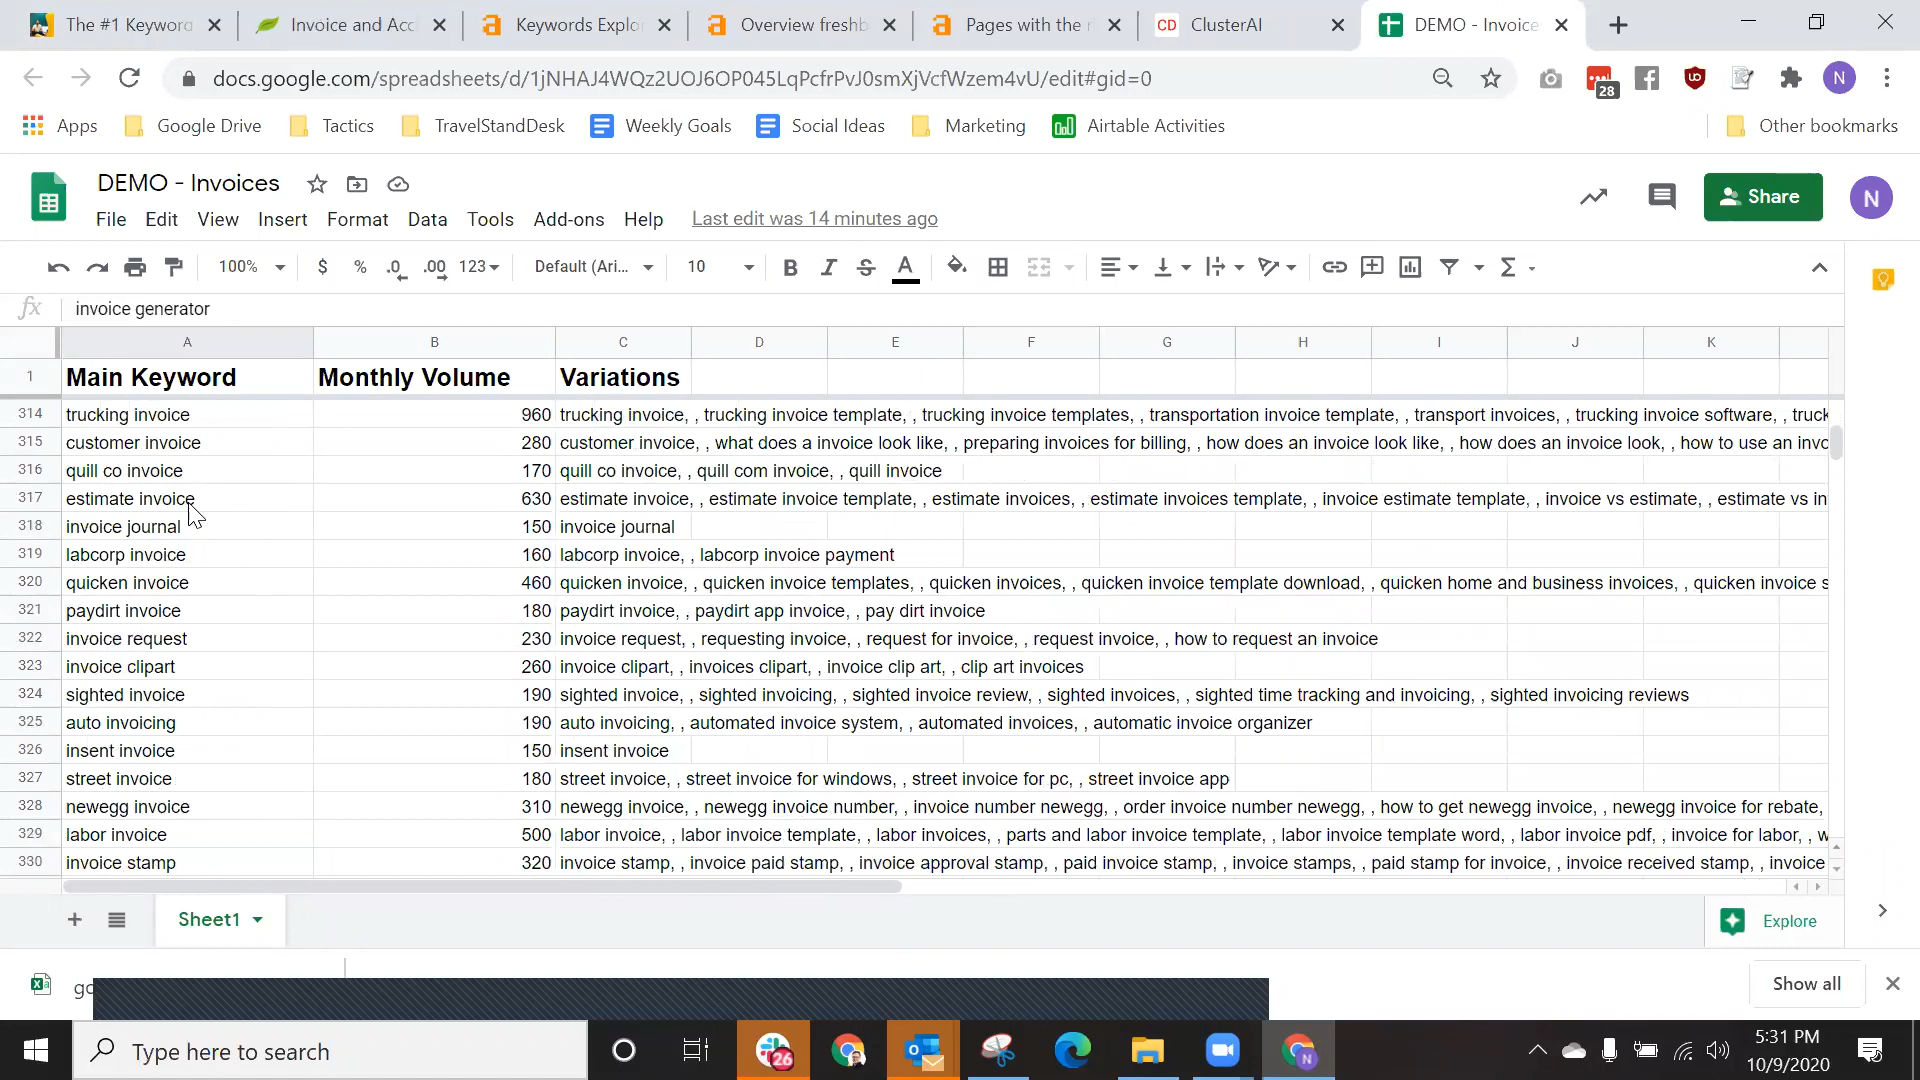 The #1 Keyword
Invoice and Acc
Keywords Explo
Overview freshb
Pages with the
CD ClusterAI
DEMO - Invoice
docs.google.com/spreadsheets/d/1jNHAJ4WQz2UOJ6OP045LqPcfrPvJ0smXjVcfWzem4vU/edit#gid=0
28
N
Apps
Google Drive
Tactics
TravelStandDesk
Weekly Goals
Social Ideas
Marketing
Airtable Activities
Other bookmarks
DEMO - Invoices
File Edit View Insert Format Data Tools Add-ons Help Last edit was 14 minutes ago
Share
N
100% $ % .0 .00 123 Default (Ari... 10 B I S A Σ
fx invoice generator
A B C D E F G H I J K
1 Main Keyword Monthly Volume Variations
314 trucking invoice 960 trucking invoice, , trucking invoice template, , trucking invoice templates, , transportation invoice template, , transport invoices, , trucking invoice software, , truck
315 customer invoice 280 customer invoice, , what does a invoice look like, , preparing invoices for billing, , how does an invoice look like, , how does an invoice look, , how to use an invo
316 quill co invoice 170 quill co invoice, , quill com invoice, , quill invoice
317 estimate invoice 630 estimate invoice, , estimate invoice template, , estimate invoices, , estimate invoices template, , invoice estimate template, , invoice vs estimate, , estimate vs in
318 invoice journal 150 invoice journal
319 labcorp invoice 160 labcorp invoice, , labcorp invoice payment
320 quicken invoice 460 quicken invoice, , quicken invoice templates, , quicken invoices, , quicken invoice template download, , quicken home and business invoices, , quicken invoice s
321 paydirt invoice 180 paydirt invoice, , paydirt app invoice, , pay dirt invoice
322 invoice request 230 invoice request, , requesting invoice, , request for invoice, , request invoice, , how to request an invoice
323 invoice clipart 260 invoice clipart, , invoices clipart, , invoice clip art, , clip art invoices
324 sighted invoice 190 sighted invoice, , sighted invoicing, , sighted invoice review, , sighted invoices, , sighted time tracking and invoicing, , sighted invoicing reviews
325 auto invoicing 190 auto invoicing, , automated invoice system, , automated invoices, , automatic invoice organizer
326 insent invoice 150 insent invoice
327 street invoice 180 street invoice, , street invoice for windows, , street invoice for pc, , street invoice app
328 newegg invoice 310 newegg invoice, , newegg invoice number, , invoice number newegg, , order invoice number newegg, , how to get newegg invoice, , newegg invoice for rebate,
329 labor invoice 500 labor invoice, , labor invoice template, , labor invoices, , parts and labor invoice template, , labor invoice template word, , labor invoice pdf, , invoice for labor, , w
330 invoice stamp 320 invoice stamp, , invoice paid stamp, , invoice approval stamp, , paid invoice stamp, , invoice stamps, , paid stamp for invoice, , invoice received stamp, , invoice
Sheet1
Explore
Show all
Type here to search
26
5:31 PM
10/9/2020